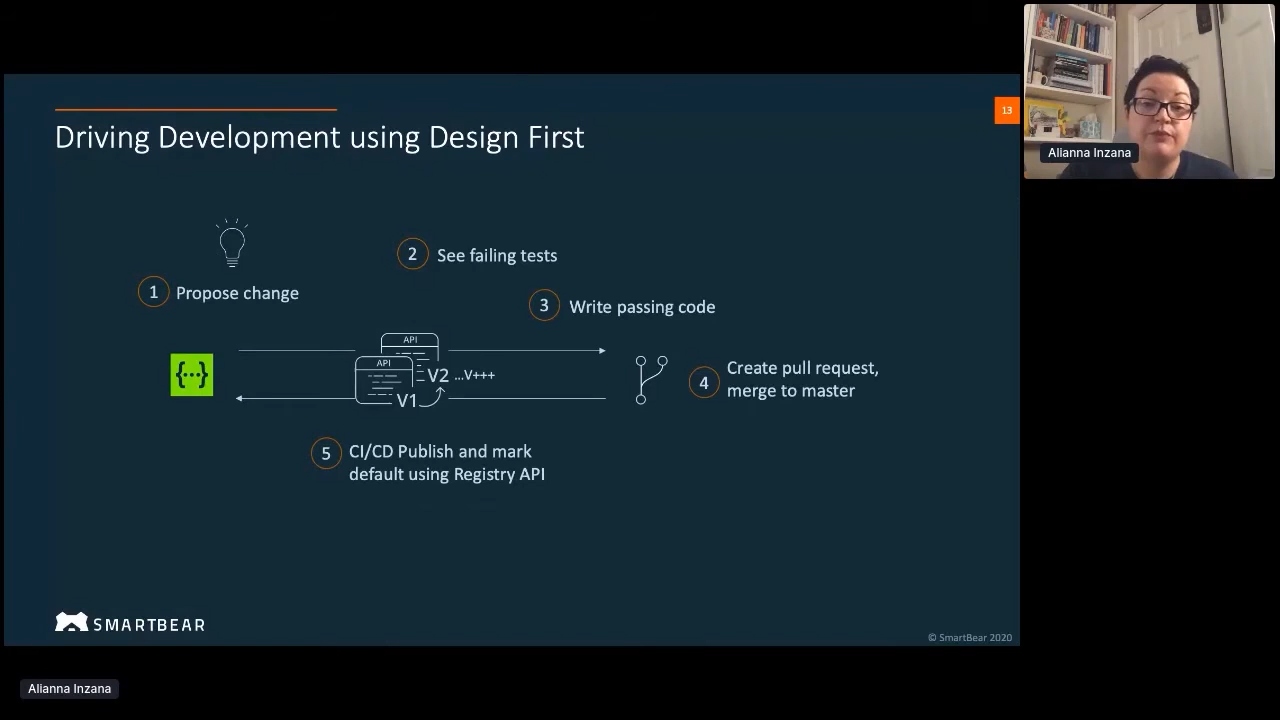 13
Driving Development using Design First
Alianna Inzana
2 See failing tests
1 Propose change
3 Write passing code
API
API
{...}
V2 ...V+++
V1
4 Create pull request,
merge to master
5 CI/CD Publish and mark
default using Registry API
SMARTBEAR
© SmartBear 2020
Alianna Inzana